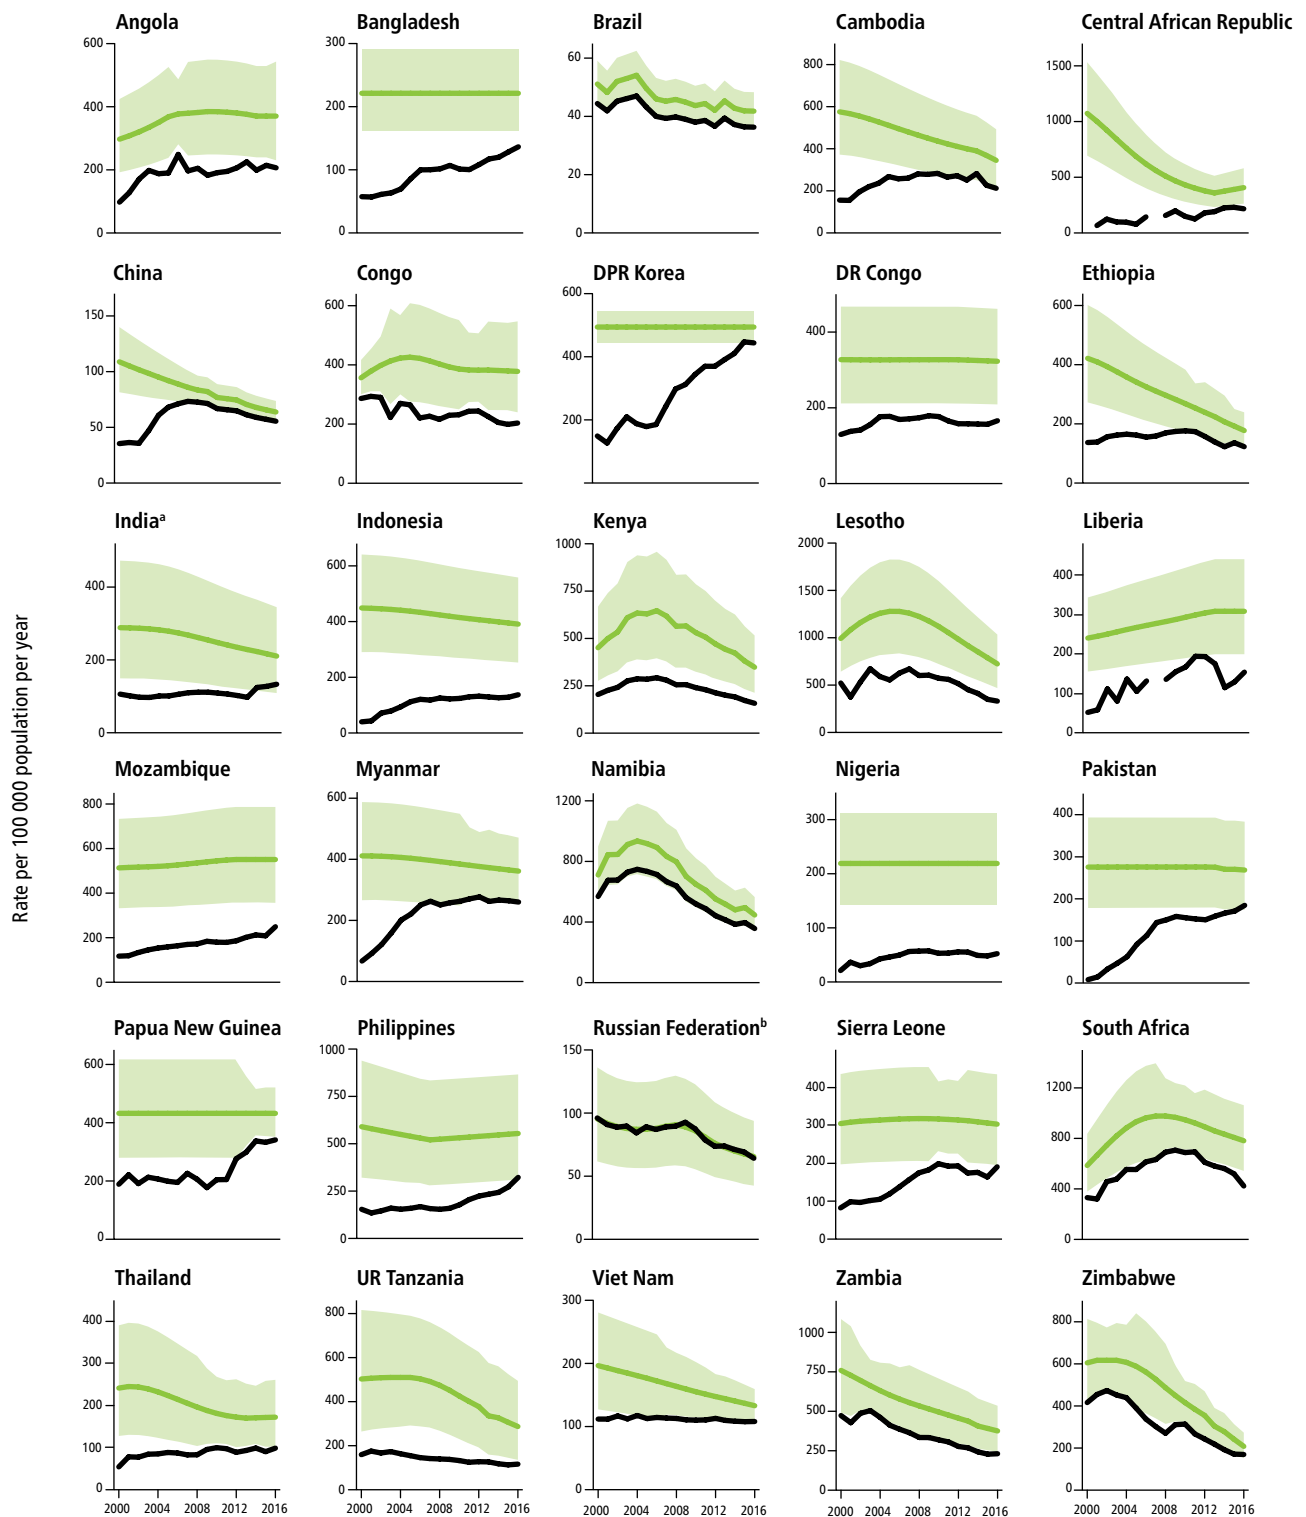 Angola Bangladesh Brazil Cambodia Central African Republic
600 300 60 800 1500
400 200 40 600 1000
200 100 20 400 500
0 0 0 200 0
0
China Congo DPR Korea DR Congo Ethiopia
150 600 600 400 600
100 400 400 200 400
50 200 200 0 200
0 0 0
Indiaᵃ Indonesia Kenya Lesotho Liberia
400 600 1000 2000 400
200 400 750 1500 300
0 200 500 1000 200
0 250 500 100
0 0 0
Rate per 100 000 population per year
Mozambique Myanmar Namibia Nigeria Pakistan
800 600 1200 300 400
600 400 800 200 300
400 200 400 100 200
200 0 0 0 100
0 0
Papua New Guinea Philippines Russian Federationᵇ Sierra Leone South Africa
600 1000 150 400 1200
400 750 100 300 800
200 500 50 200 400
0 250 0 100 0
0 0
Thailand UR Tanzania Viet Nam Zambia Zimbabwe
400 800 300 1000 800
300 600 200 750 600
200 400 100 500 400
100 200 0 250 200
0 0 0 0
2000 2004 2008 2012 2016 2000 2004 2008 2012 2016 2000 2004 2008 2012 2016 2000 2004 2008 2012 2016 2000 2004 2008 2012 2016